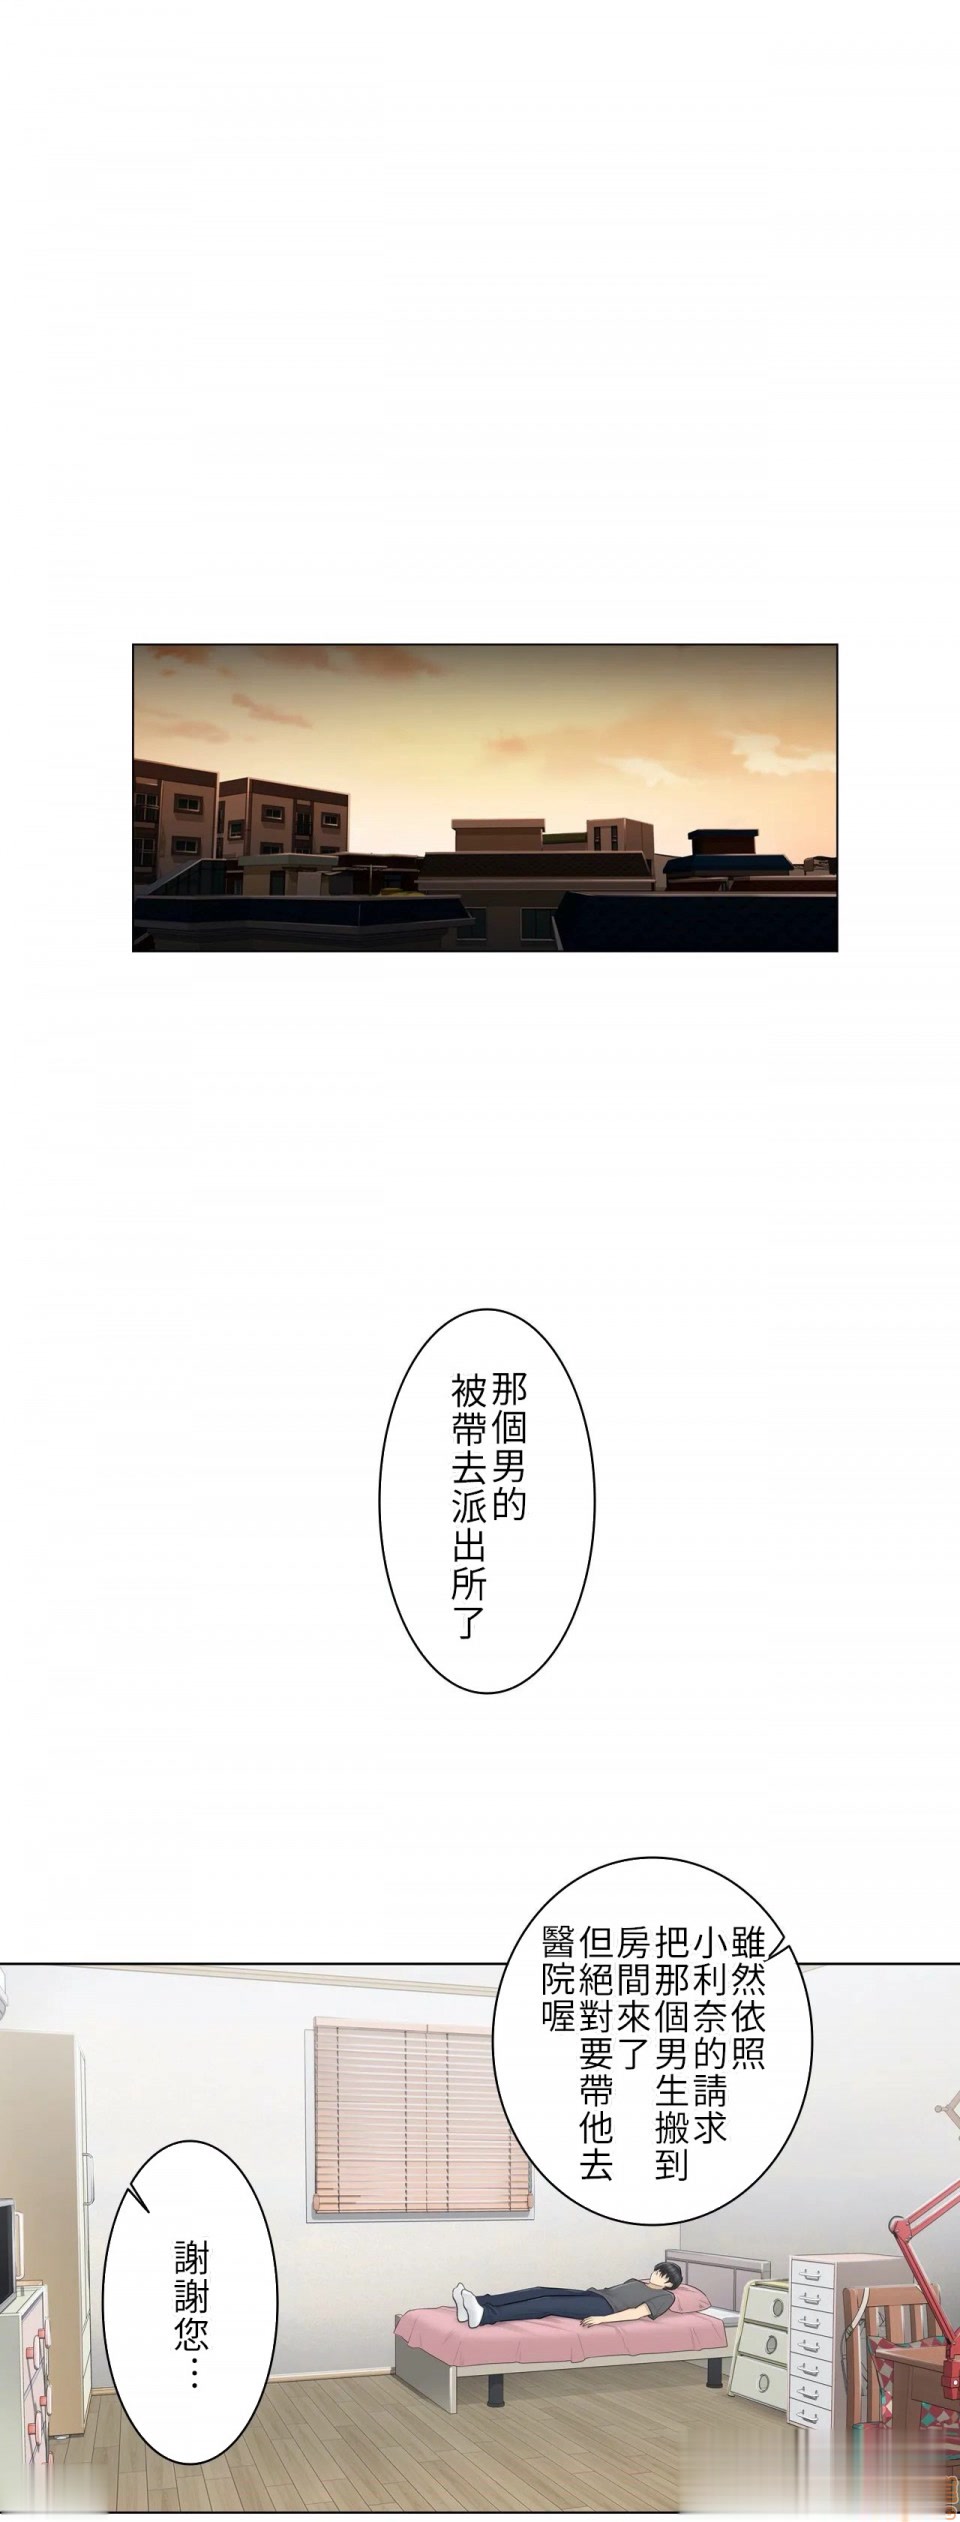 那個男的
被帶去派出所了
雖然依照
小利奈的請求
把那個男生搬到
房間來了
但絕對要帶他去
醫院喔
謝謝您…